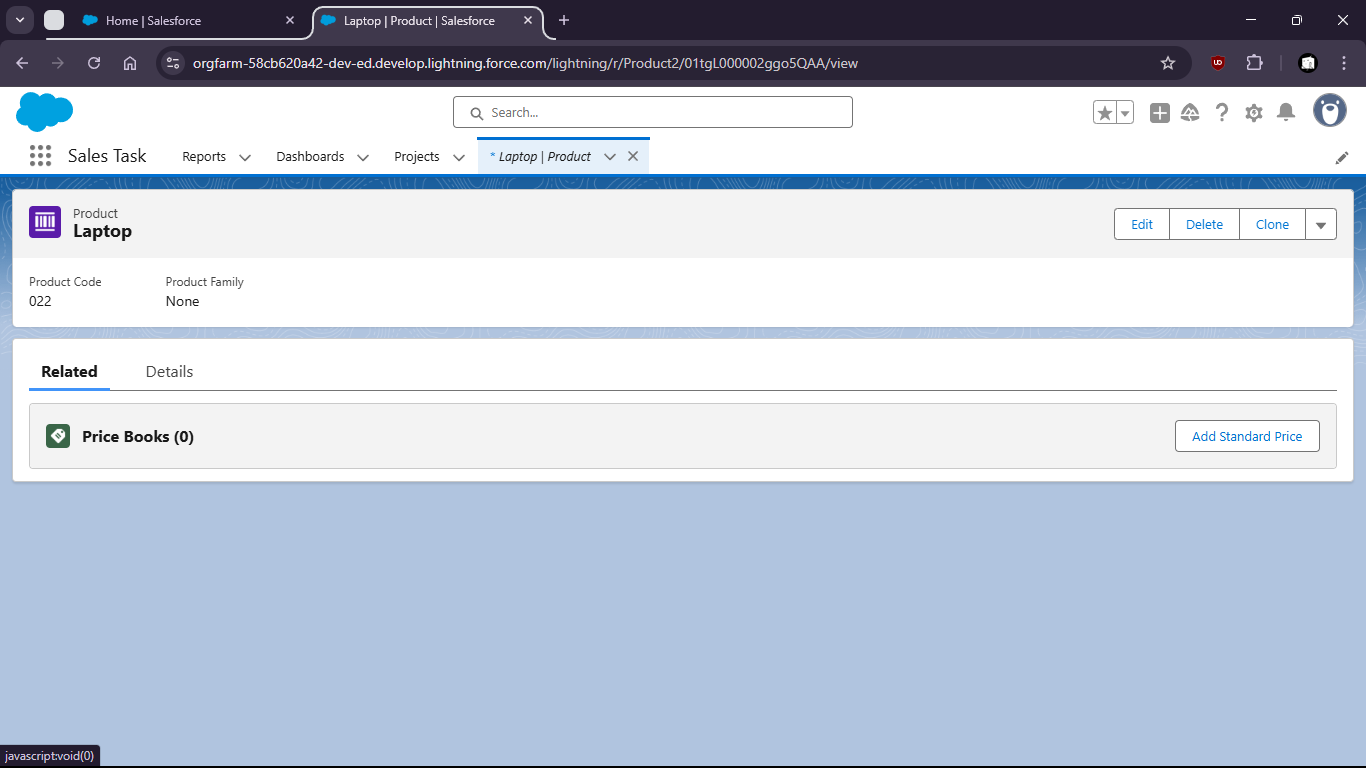 Home | Salesforce
Laptop | Product | Salesforce
orgfarm-58cb620a42-dev-ed.develop.lightning.force.com/lightning/r/Product2/01tgL000002ggo5QAA/view
UD
Search...
Sales Task
Reports
Dashboards
Projects
* Laptop | Product
Product
Laptop
Edit
Delete
Clone
Product Code
Product Family
022
None
Related
Details
Price Books (0)
Add Standard Price
javascript:void(0)